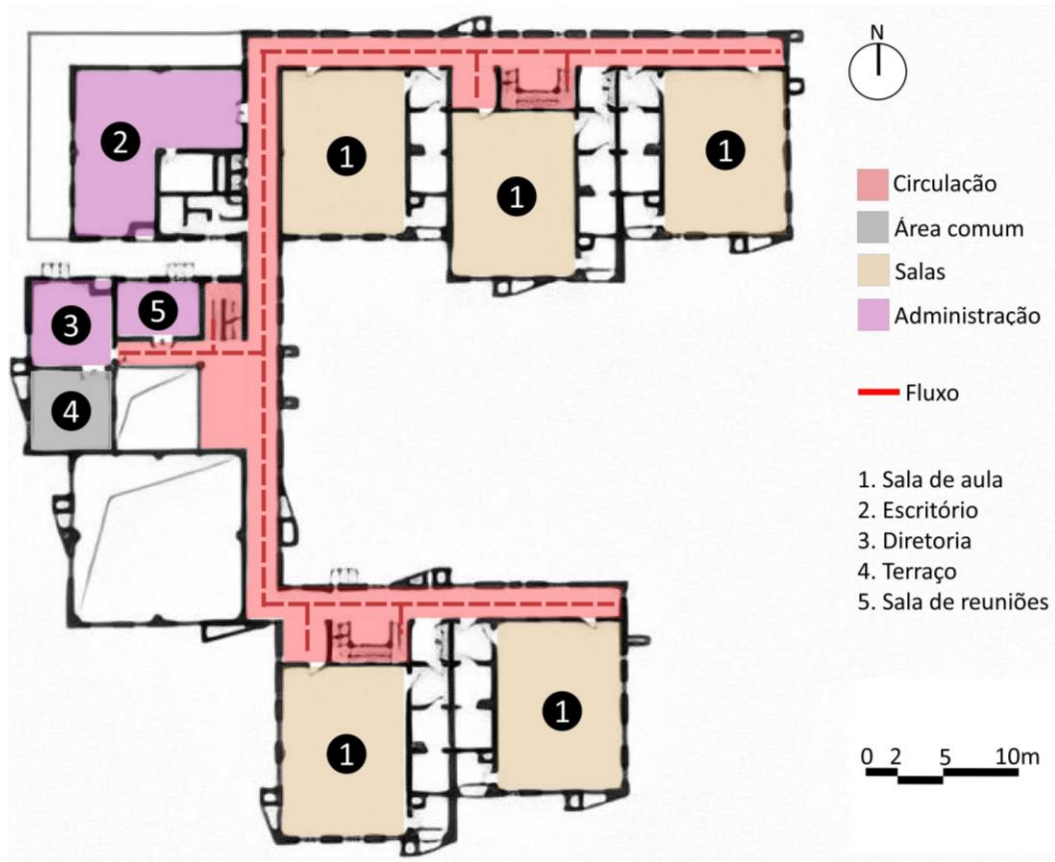 N
2
1
1
1
Circulação
Área comum
Salas
Administração
3
5
4
Fluxo
1. Sala de aula
2. Escritório
3. Diretoria
4. Terraço
5. Sala de reuniões
1
1
0 2 5 10m